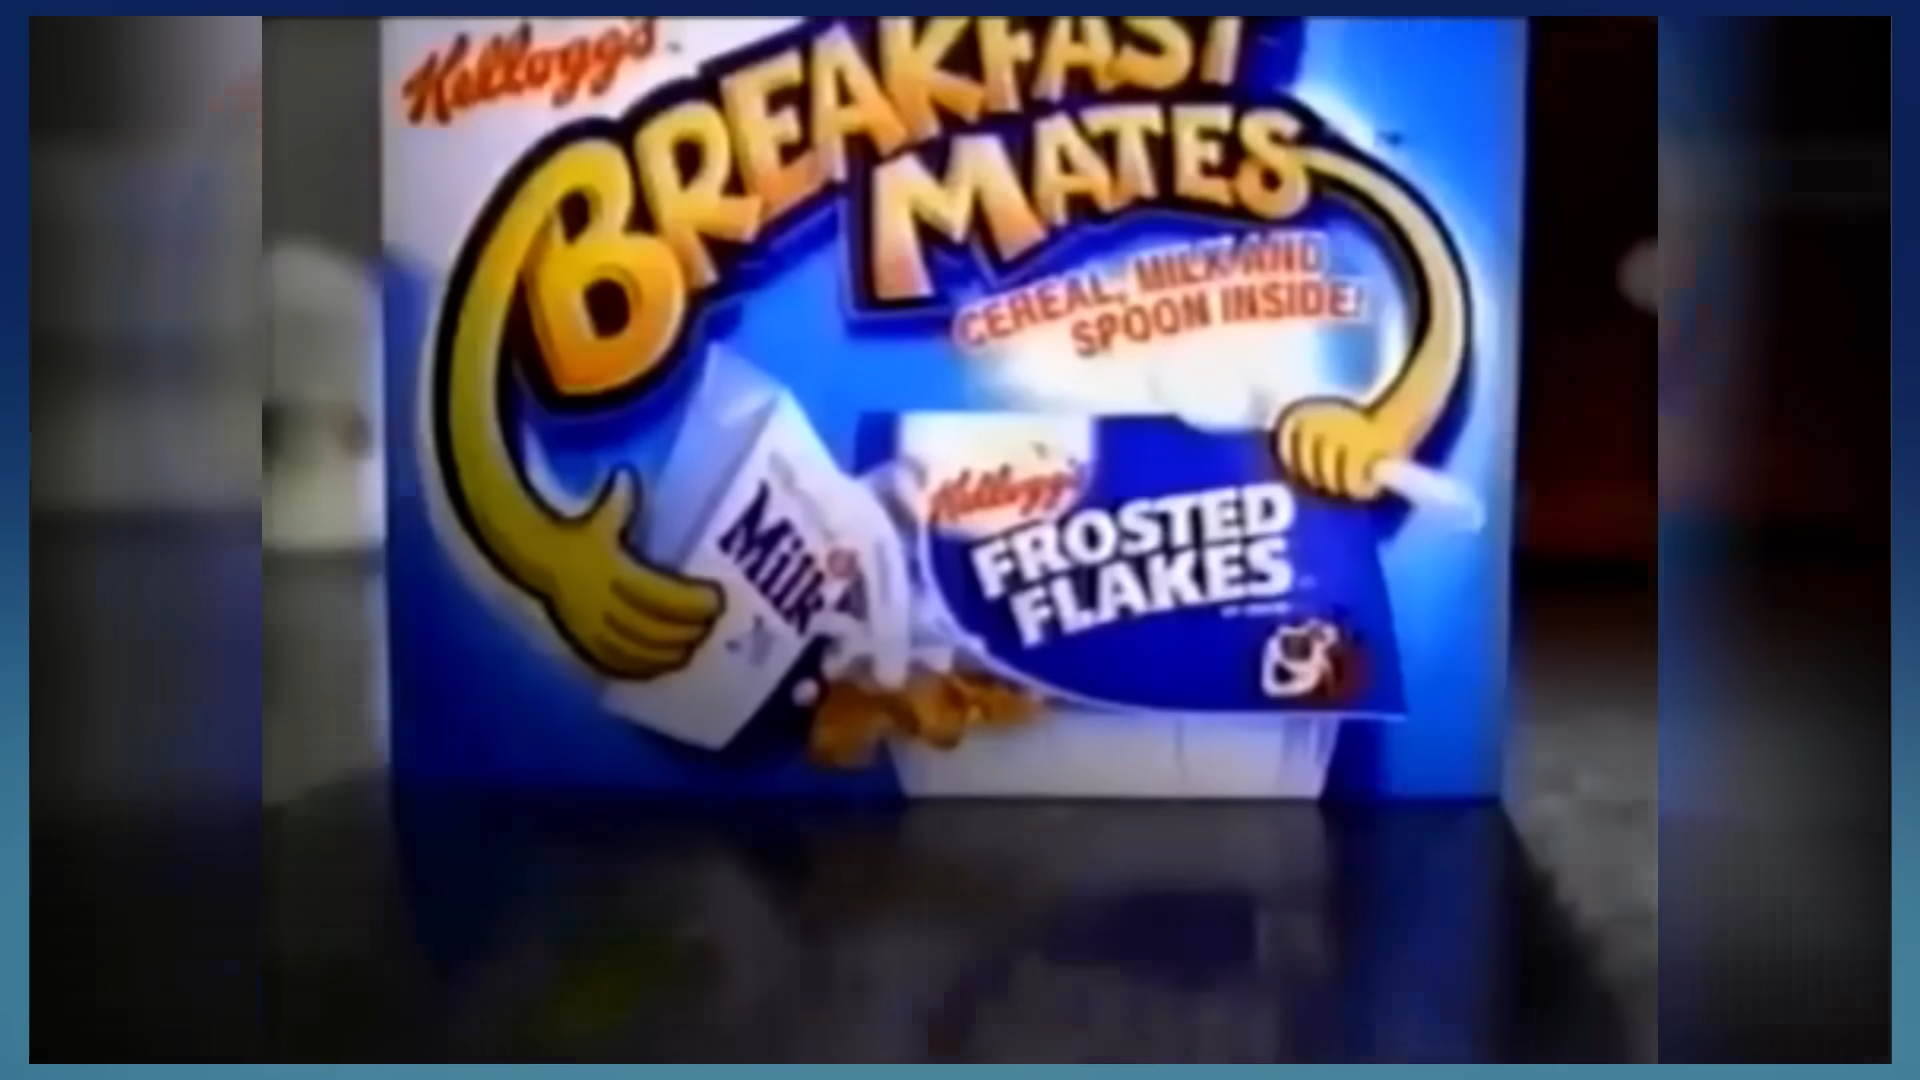 Kellogg's
BREAKFAST
MATES
CEREAL, MILK AND
SPOON INSIDE!
Milk
Kellogg's
FROSTED
FLAKES